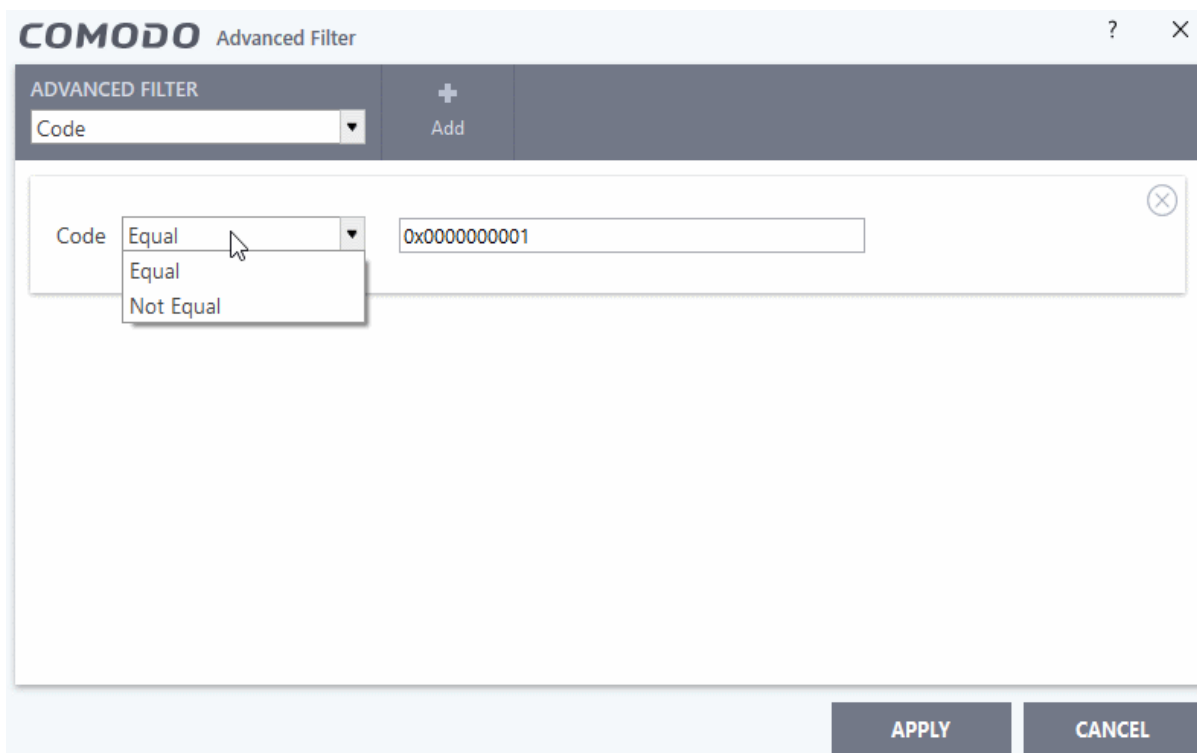 COMODO Advanced Filter ?
ADVANCED FILTER
Code
Add
Code Equal 0x0000000001
Equal
Not Equal
APPLY CANCEL